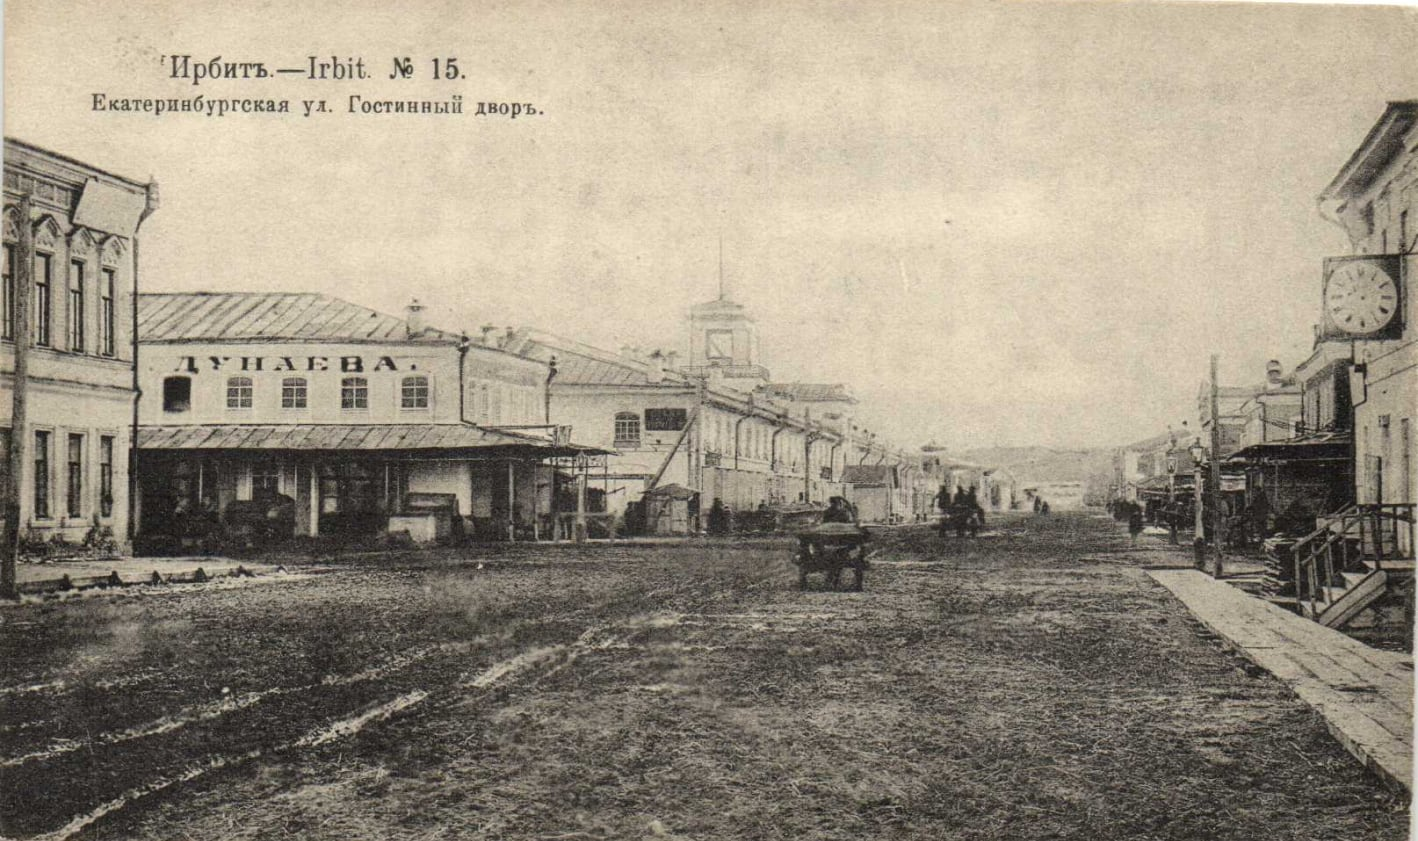 Ирбитъ.—Irbit. № 15.
Екатеринбургская ул. Гостинный дворъ.
ДУНАЕВА.